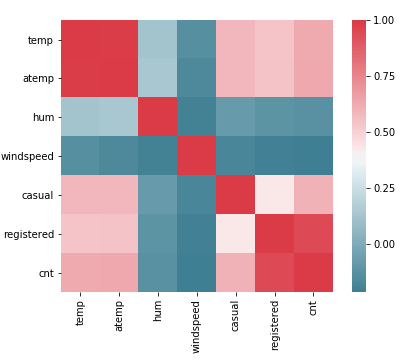 temp
atemp
hum
windspeed
casual
registered
cnt
temp
atemp
hum
windspeed
casual
registered
cnt
1.00
0.75
0.50
0.25
0.00